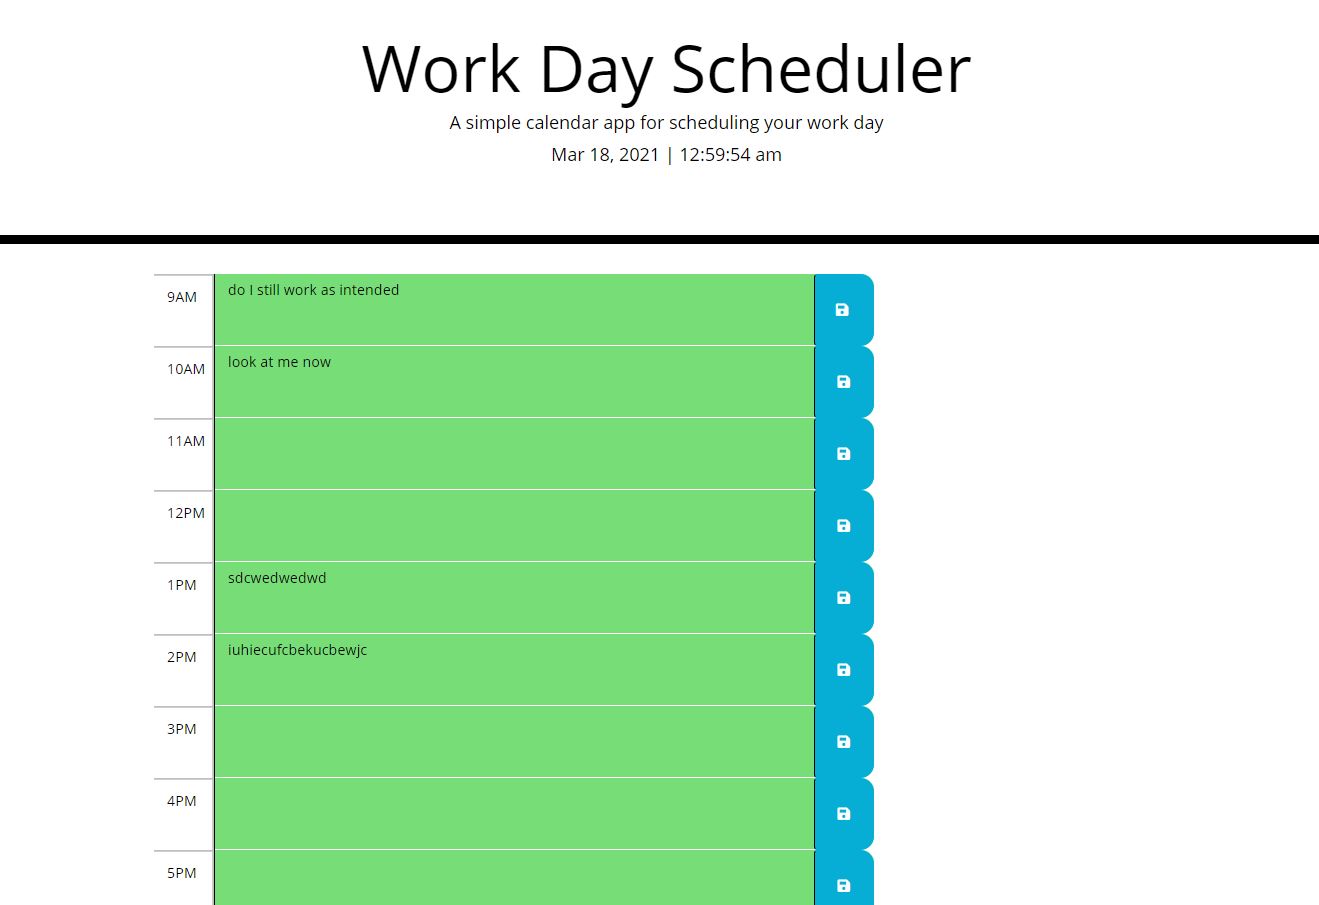 Work Day Scheduler
A simple calendar app for scheduling your work day
Mar 18, 2021 | 12:59:54 am
9AM do I still work as intended
10AM look at me now
11AM
12PM
1PM sdcwedwedwd
2PM iuhiecufcbekucbewjc
3PM
4PM
5PM